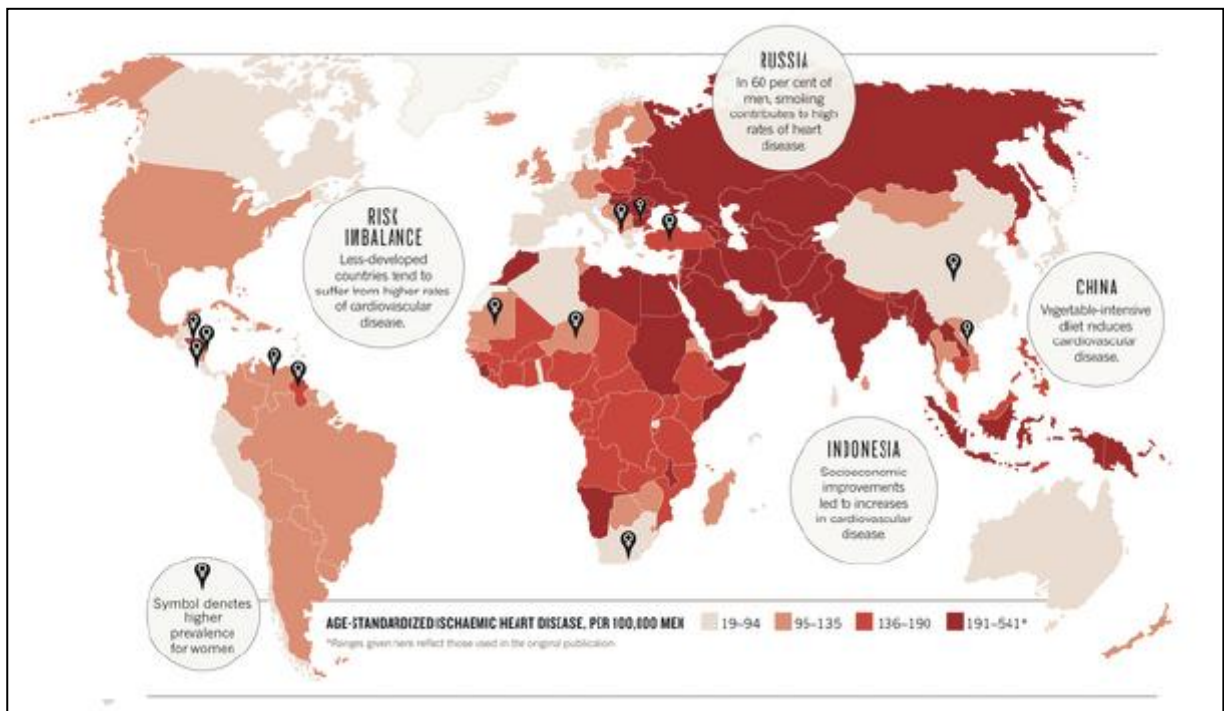 RUSSIA
In 60 per cent of
men, smoking
contributes to high
rates of heart
disease.
RISK
IMBALANCE
Less-developed
countries tend to
suffer from higher rates
of cardiovascular
disease.
CHINA
Vegetable-intensive
diet reduces
cardiovascular
disease.
INDONESIA
Socioeconomic
improvements
led to increases
in cardiovascular
disease.
Symbol denotes
higher
prevalence
for women
AGE-STANDARDIZED ISCHAEMIC HEART DISEASE, PER 100,000 MEN 19–94 95–135 136–190 191–541*
*Ranges given here reflect those used in the original publication.